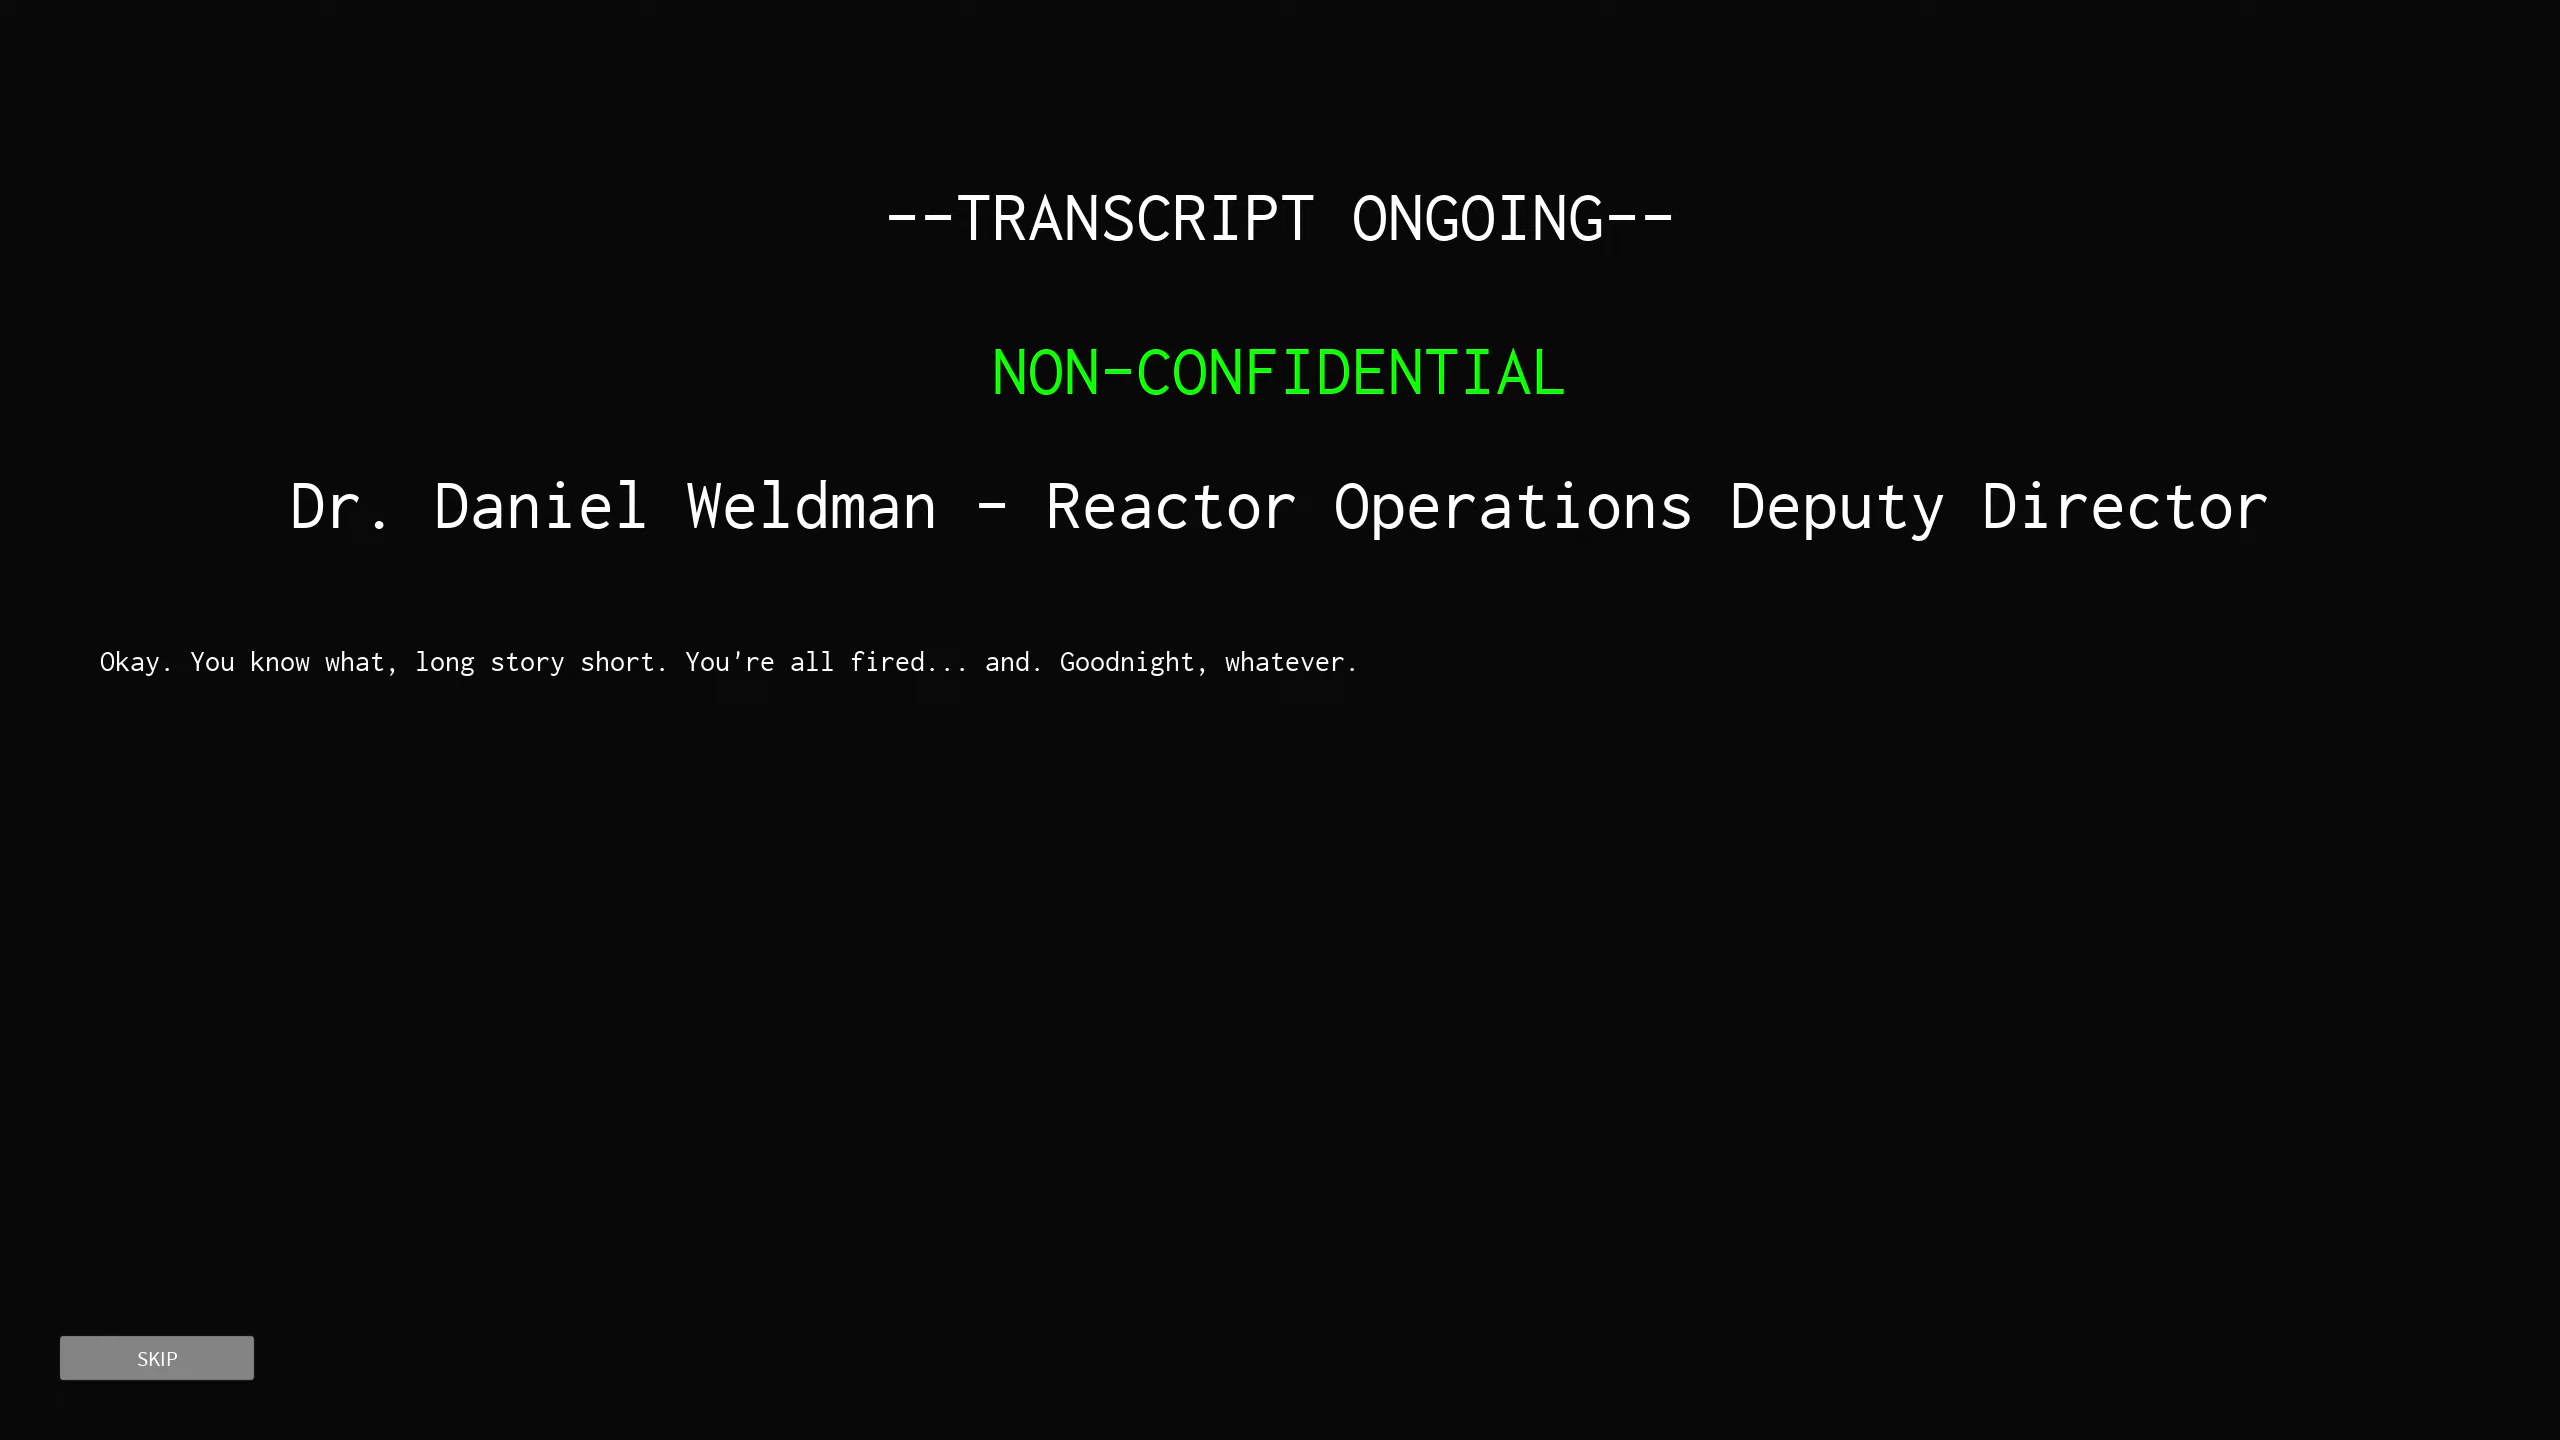 --TRANSCRIPT ONGOING--
NON-CONFIDENTIAL
Dr. Daniel Weldman - Reactor Operations Deputy Director
Okay. You know what, long story short. You're all fired... and. Goodnight, whatever.
SKIP